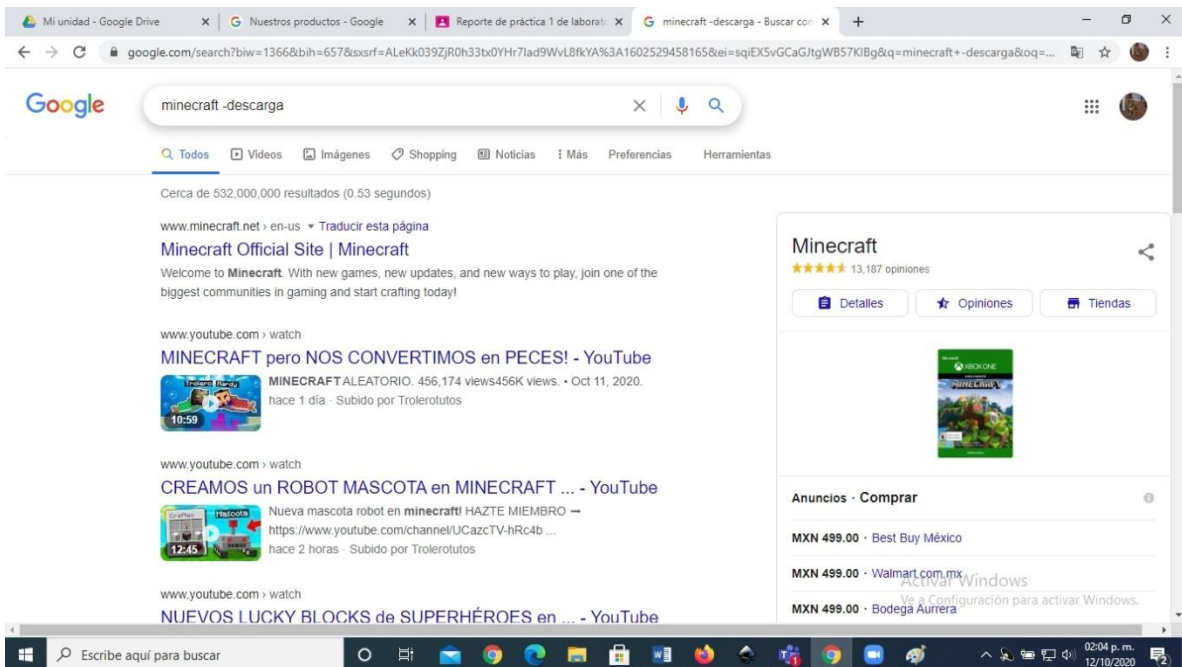 Mi unidad - Google Drive
Nuestros productos - Google
Reporte de práctica 1 de laborato
minecraft -descarga - Buscar con
google.com/search?biw=1366&bih=657&sxsrf=ALeKk039ZjR0h33tx0YHr7Iad9WvL8fkYA%3A1602529458165&ei=sqiEX5vGCaGJtgWB57KIBg&q=minecraft+-descarga&oq=...
Google
minecraft -descarga
Todos Videos Imágenes Shopping Noticias Más Preferencias Herramientas
Cerca de 532,000,000 resultados (0.53 segundos)
www.minecraft.net › en-us Traducir esta página
Minecraft Official Site | Minecraft
Welcome to Minecraft. With new games, new updates, and new ways to play, join one of the
biggest communities in gaming and start crafting today!
www.youtube.com › watch
MINECRAFT pero NOS CONVERTIMOS en PECES! - YouTube
Trolero Hardy
10:59
MINECRAFT ALEATORIO. 456,174 views456K views. • Oct 11, 2020.
hace 1 día · Subido por Trolerotutos
www.youtube.com › watch
CREAMOS un ROBOT MASCOTA en MINECRAFT ... - YouTube
Crafteo Mascota
12:45
Nueva mascota robot en minecraft! HAZTE MIEMBRO →
https://www.youtube.com/channel/UCazcTV-hRc4b ...
hace 2 horas · Subido por Trolerotutos
www.youtube.com › watch
NUEVOS LUCKY BLOCKS de SUPERHÉROES en ... - YouTube
Minecraft
13,187 opiniones
Detalles Opiniones Tiendas
XBOX ONE
MINECRAFT
Anuncios · Comprar
MXN 499.00 · Best Buy México
MXN 499.00 · Walmart.com.mx
MXN 499.00 · Bodega Aurrera
Activar Windows
Ve a Configuración para activar Windows.
Escribe aquí para buscar
02:04 p. m.
12/10/2020